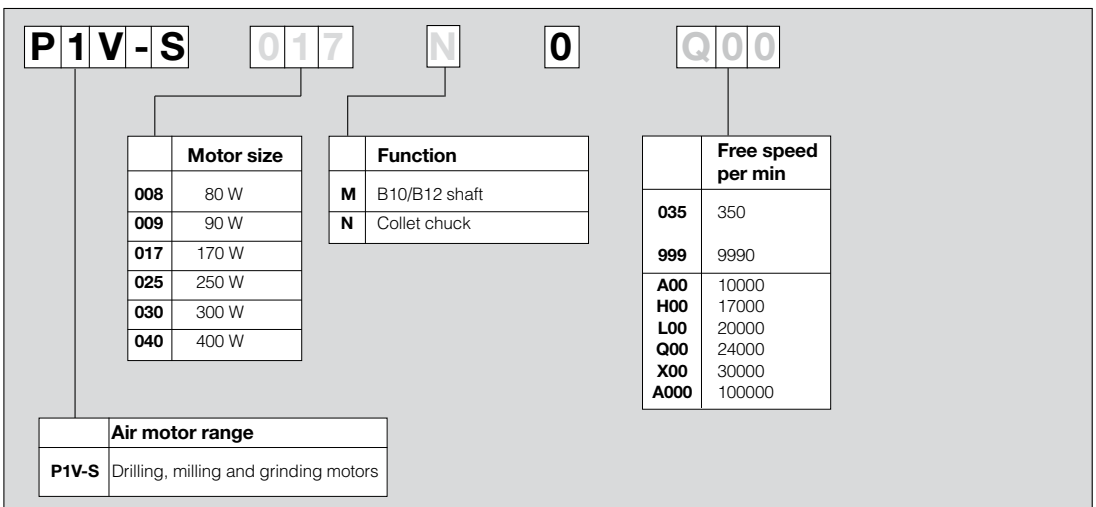 P1V-S 017 N 0 Q00
Motor size
008 80 W
009 90 W
017 170 W
025 250 W
030 300 W
040 400 W
Function
M B10/B12 shaft
N Collet chuck
Free speed
per min
035 350
999 9990
A00 10000
H00 17000
L00 20000
Q00 24000
X00 30000
A000 100000
Air motor range
P1V-S Drilling, milling and grinding motors